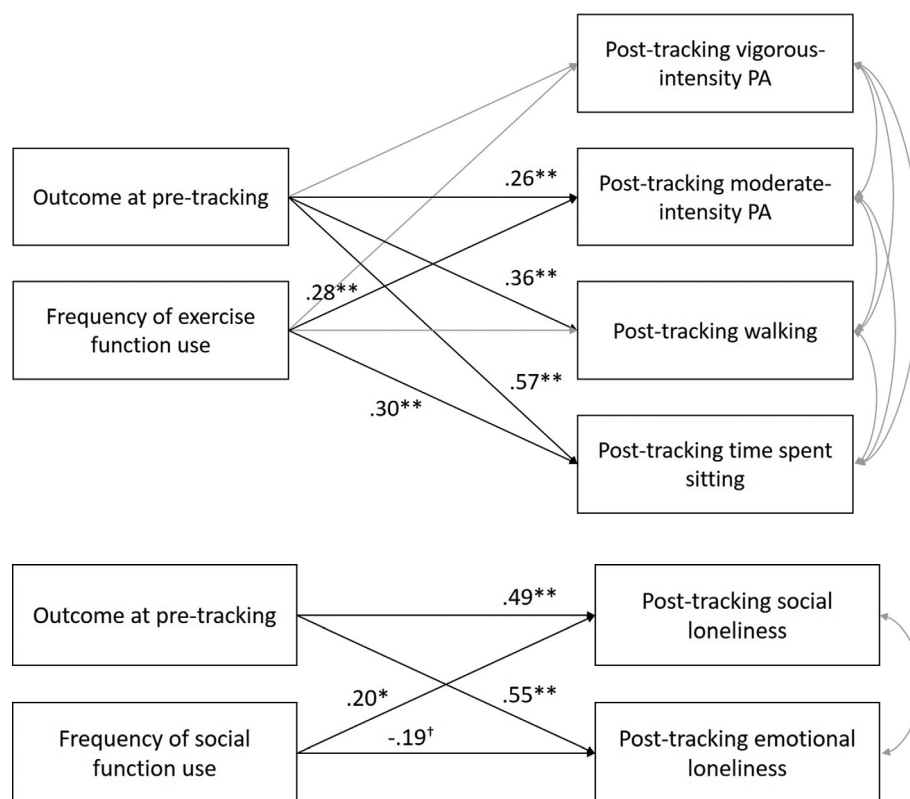 Post-tracking vigorous-
intensity PA
Outcome at pre-tracking
.26**
Post-tracking moderate-
intensity PA
.28**
.36**
Frequency of exercise
function use
Post-tracking walking
.57**
.30**
Post-tracking time spent
sitting
Outcome at pre-tracking
.49**
Post-tracking social
loneliness
.20*
.55**
Frequency of social
function use
-.19†
Post-tracking emotional
loneliness